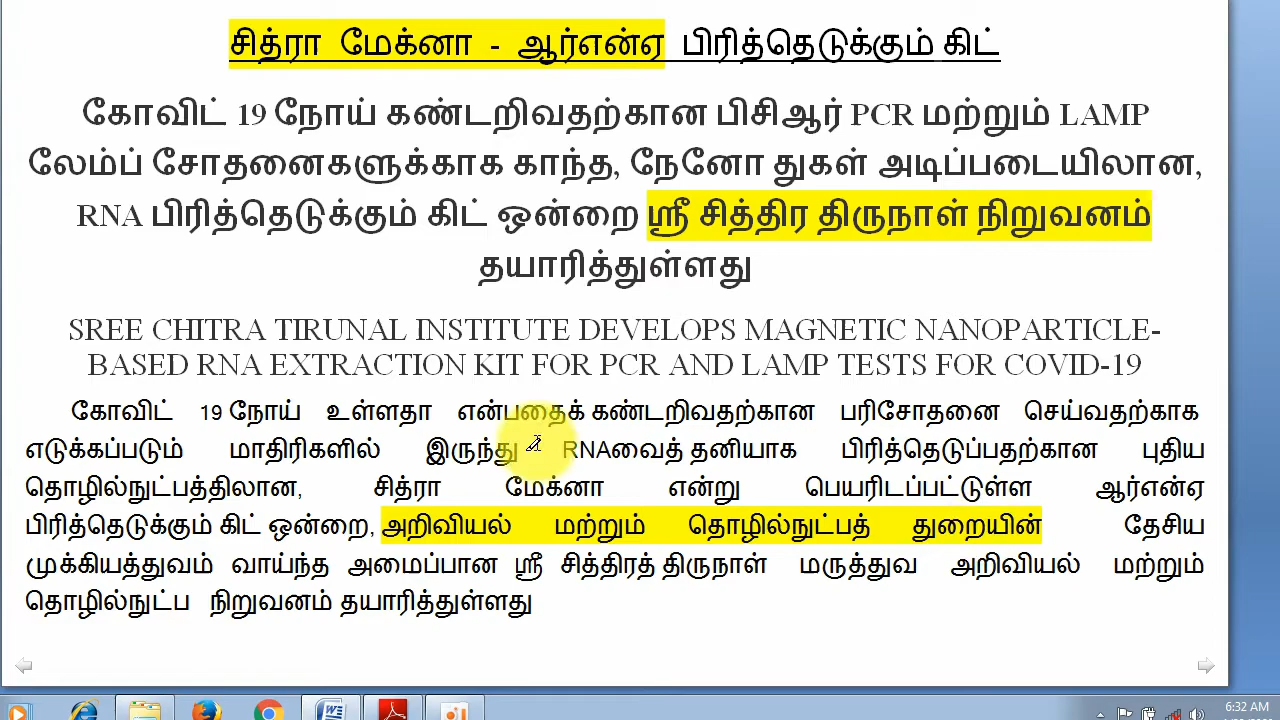 சித்ரா மேக்னா - ஆர்என்ஏ பிரித்தெடுக்கும் கிட்
கோவிட் 19 நோய் கண்டறிவதற்கான பிசிஆர் PCR மற்றும் LAMP
லேம்ப் சோதனைகளுக்காக காந்த, நேனோ துகள் அடிப்படையிலான,
RNA பிரித்தெடுக்கும் கிட் ஒன்றை ஸ்ரீ சித்திர திருநாள் நிறுவனம்
தயாரித்துள்ளது
SREE CHITRA TIRUNAL INSTITUTE DEVELOPS MAGNETIC NANOPARTICLE-
BASED RNA EXTRACTION KIT FOR PCR AND LAMP TESTS FOR COVID-19
கோவிட் 19 நோய் உள்ளதா என்பதைக் கண்டறிவதற்கான பரிசோதனை செய்வதற்காக
எடுக்கப்படும் மாதிரிகளில் இருந்து RNAவைத் தனியாக பிரித்தெடுப்பதற்கான புதிய
தொழில்நுட்பத்திலான, சித்ரா மேக்னா என்று பெயரிடப்பட்டுள்ள ஆர்என்ஏ
பிரித்தெடுக்கும் கிட் ஒன்றை, அறிவியல் மற்றும் தொழில்நுட்பத் துறையின் தேசிய
முக்கியத்துவம் வாய்ந்த அமைப்பான ஸ்ரீ சித்திரத் திருநாள் மருத்துவ அறிவியல் மற்றும்
தொழில்நுட்ப நிறுவனம் தயாரித்துள்ளது
6:32 AM